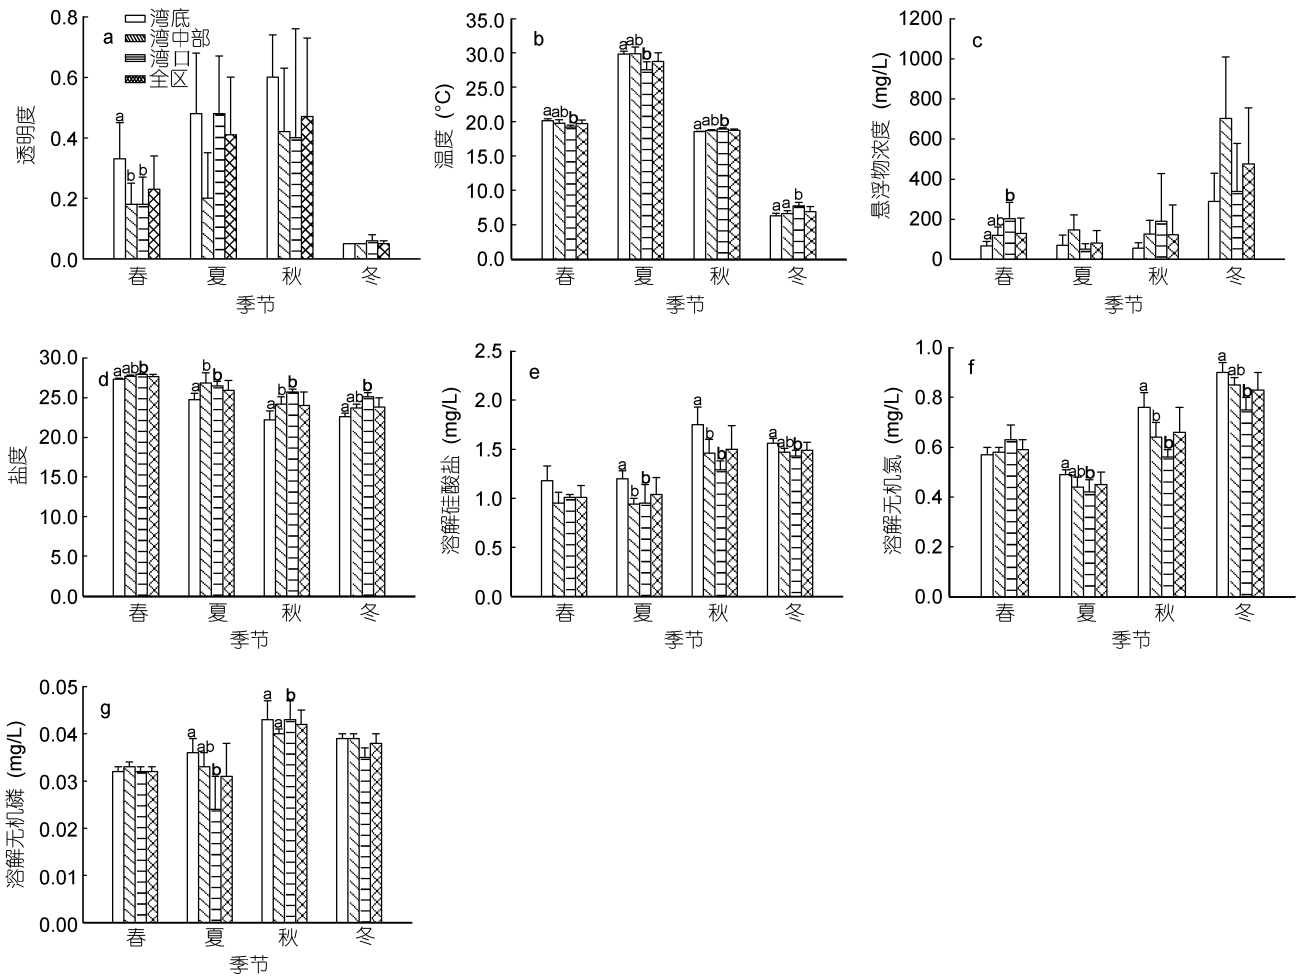 a
湾底
湾中部
湾口
全区
0.8
0.6
0.4
0.2
0.0
透明度
a
b
b
春
夏
秋
冬
季节
b
35.0
30.0
25.0
20.0
15.0
10.0
5.0
0.0
温度 (°C)
a ab b
a ab b
a ab b
a a b
春
夏
秋
冬
季节
c
1200
1000
800
600
400
200
0
悬浮物浓度 (mg/L)
a ab b
春
夏
秋
冬
季节
d
30.0
25.0
20.0
15.0
10.0
5.0
0.0
盐度
a ab b
a b b
a b b
a ab b
春
夏
秋
冬
季节
e
2.5
2.0
1.5
1.0
0.5
0.0
溶解硅酸盐 (mg/L)
a b b
a b b
a ab b
春
夏
秋
冬
季节
f
1.0
0.8
0.6
0.4
0.2
0.0
溶解无机氮 (mg/L)
a ab b
a b b
a ab b
春
夏
秋
冬
季节
g
0.05
0.04
0.03
0.02
0.01
0.00
溶解无机磷 (mg/L)
a ab b
a a b
春
夏
秋
冬
季节